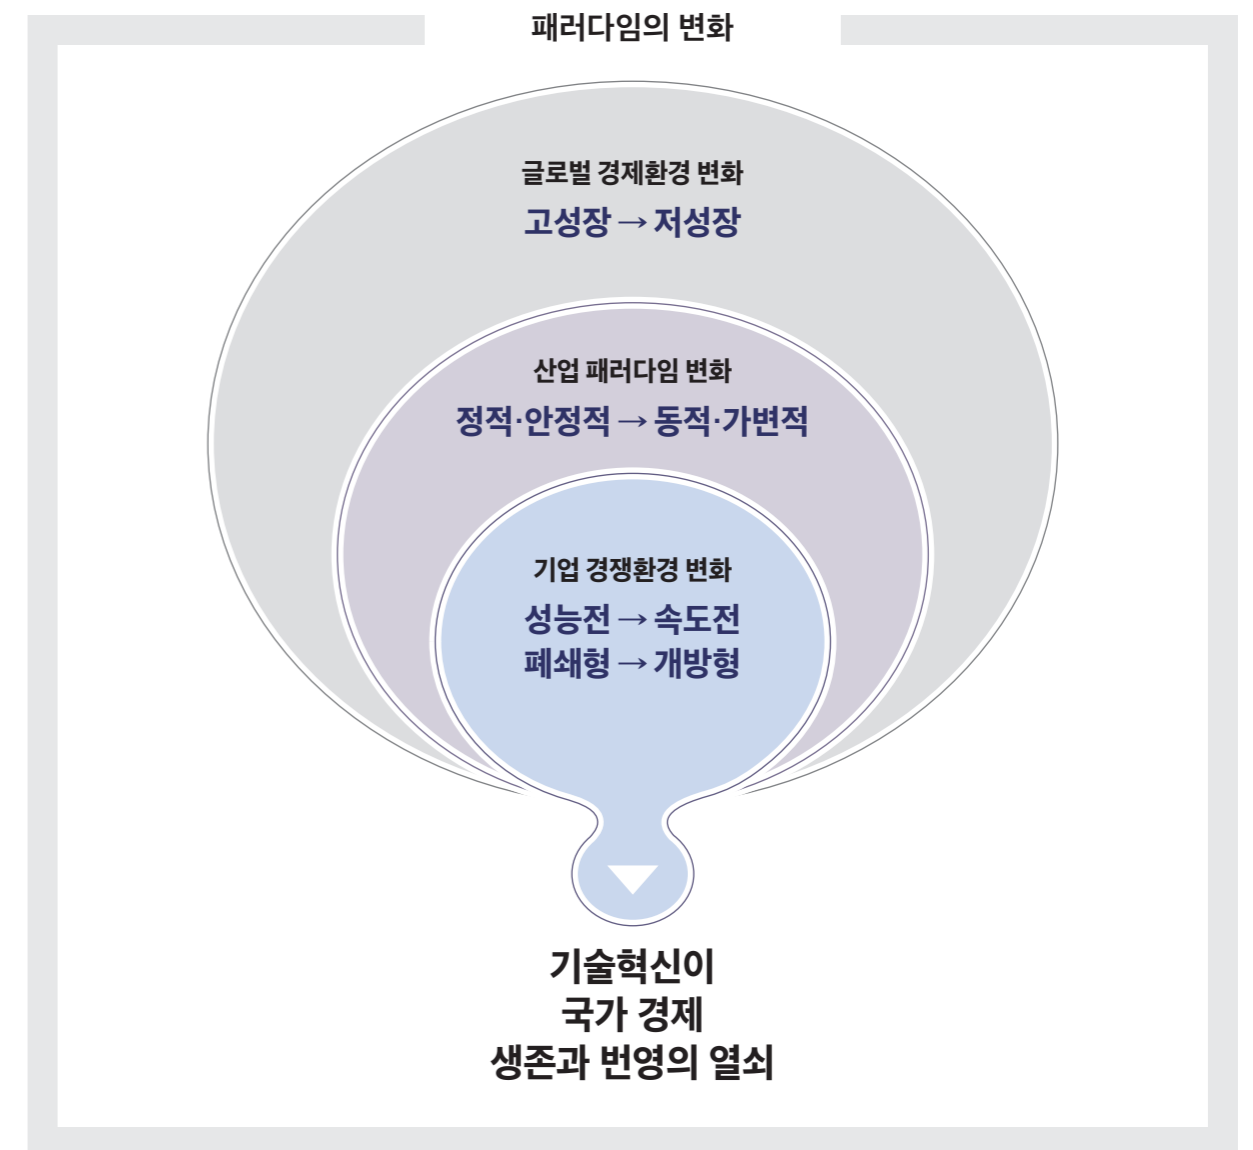 패러다임의 변화
글로벌 경제환경 변화
고성장 → 저성장
산업 패러다임 변화
정적·안정적 → 동적·가변적
기업 경쟁환경 변화
성능전 → 속도전
폐쇄형 → 개방형
기술혁신이
국가 경제
생존과 번영의 열쇠